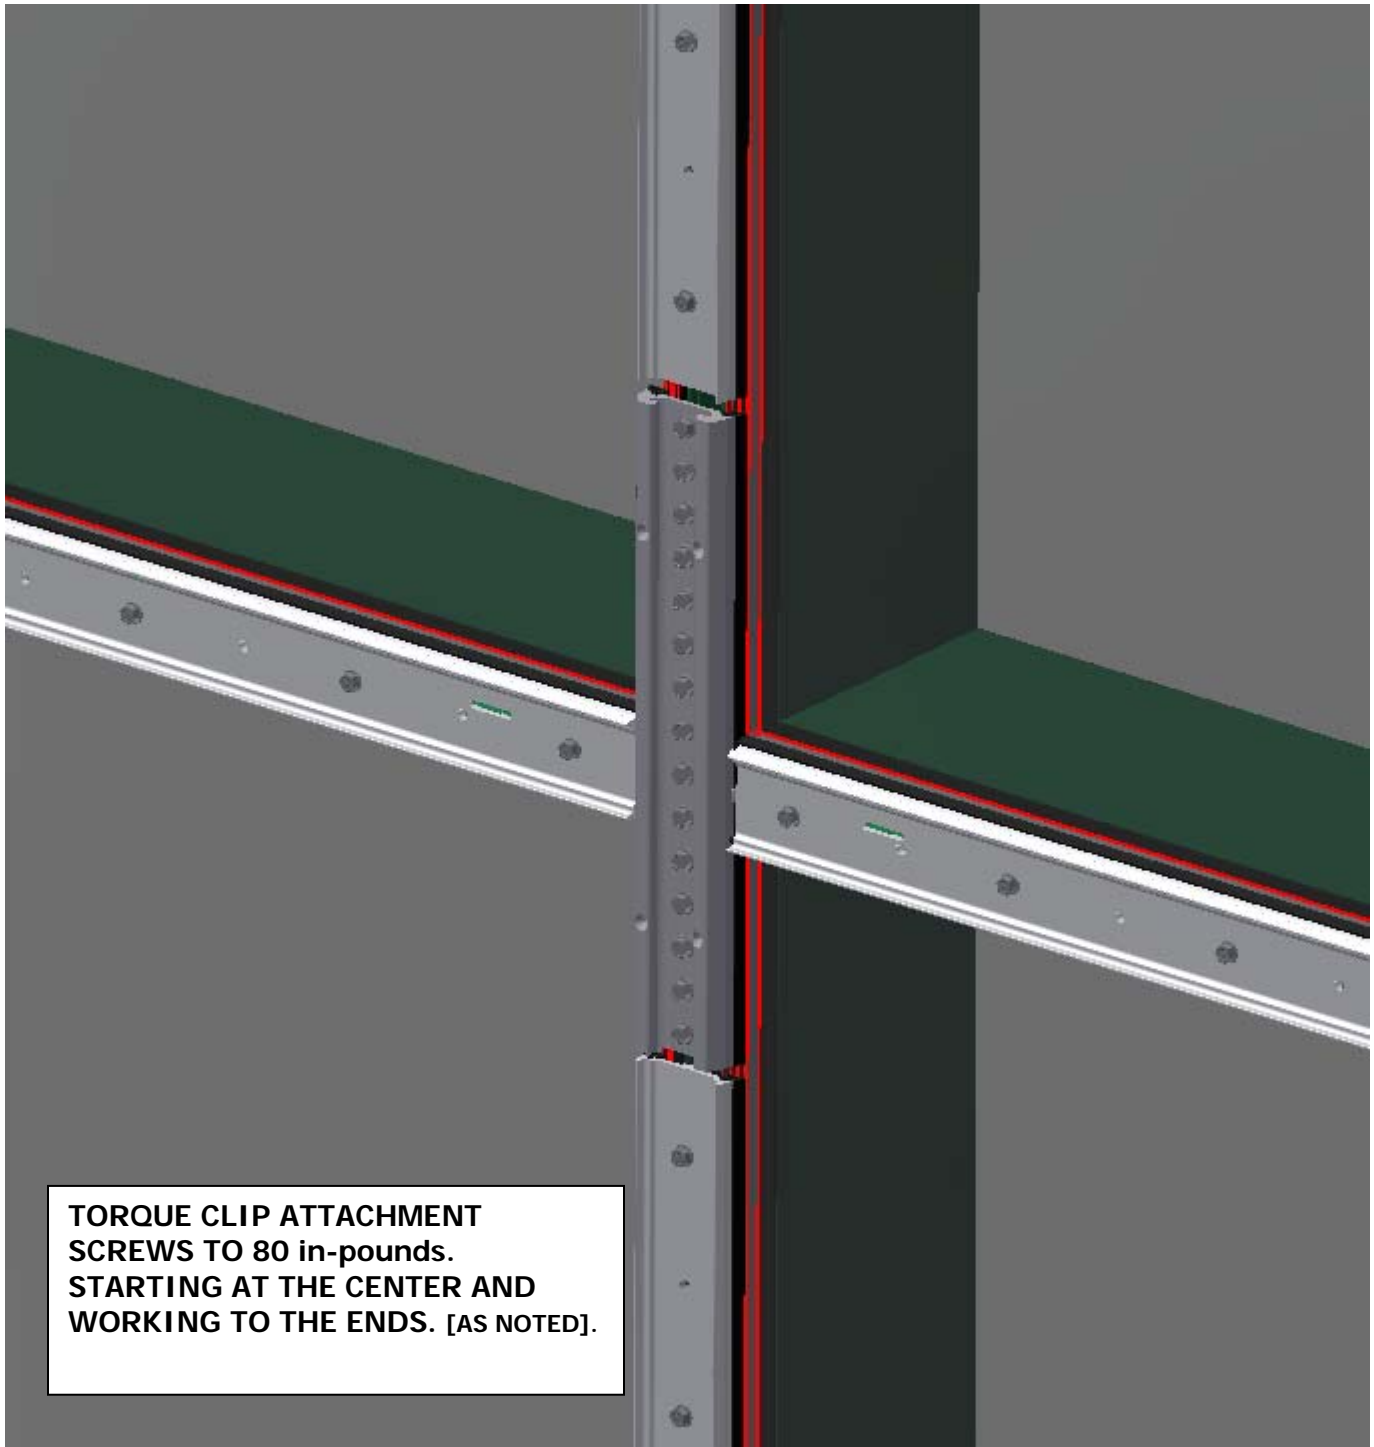 TORQUE CLIP ATTACHMENT
SCREWS TO 80 in-pounds.
STARTING AT THE CENTER AND
WORKING TO THE ENDS. [AS NOTED].